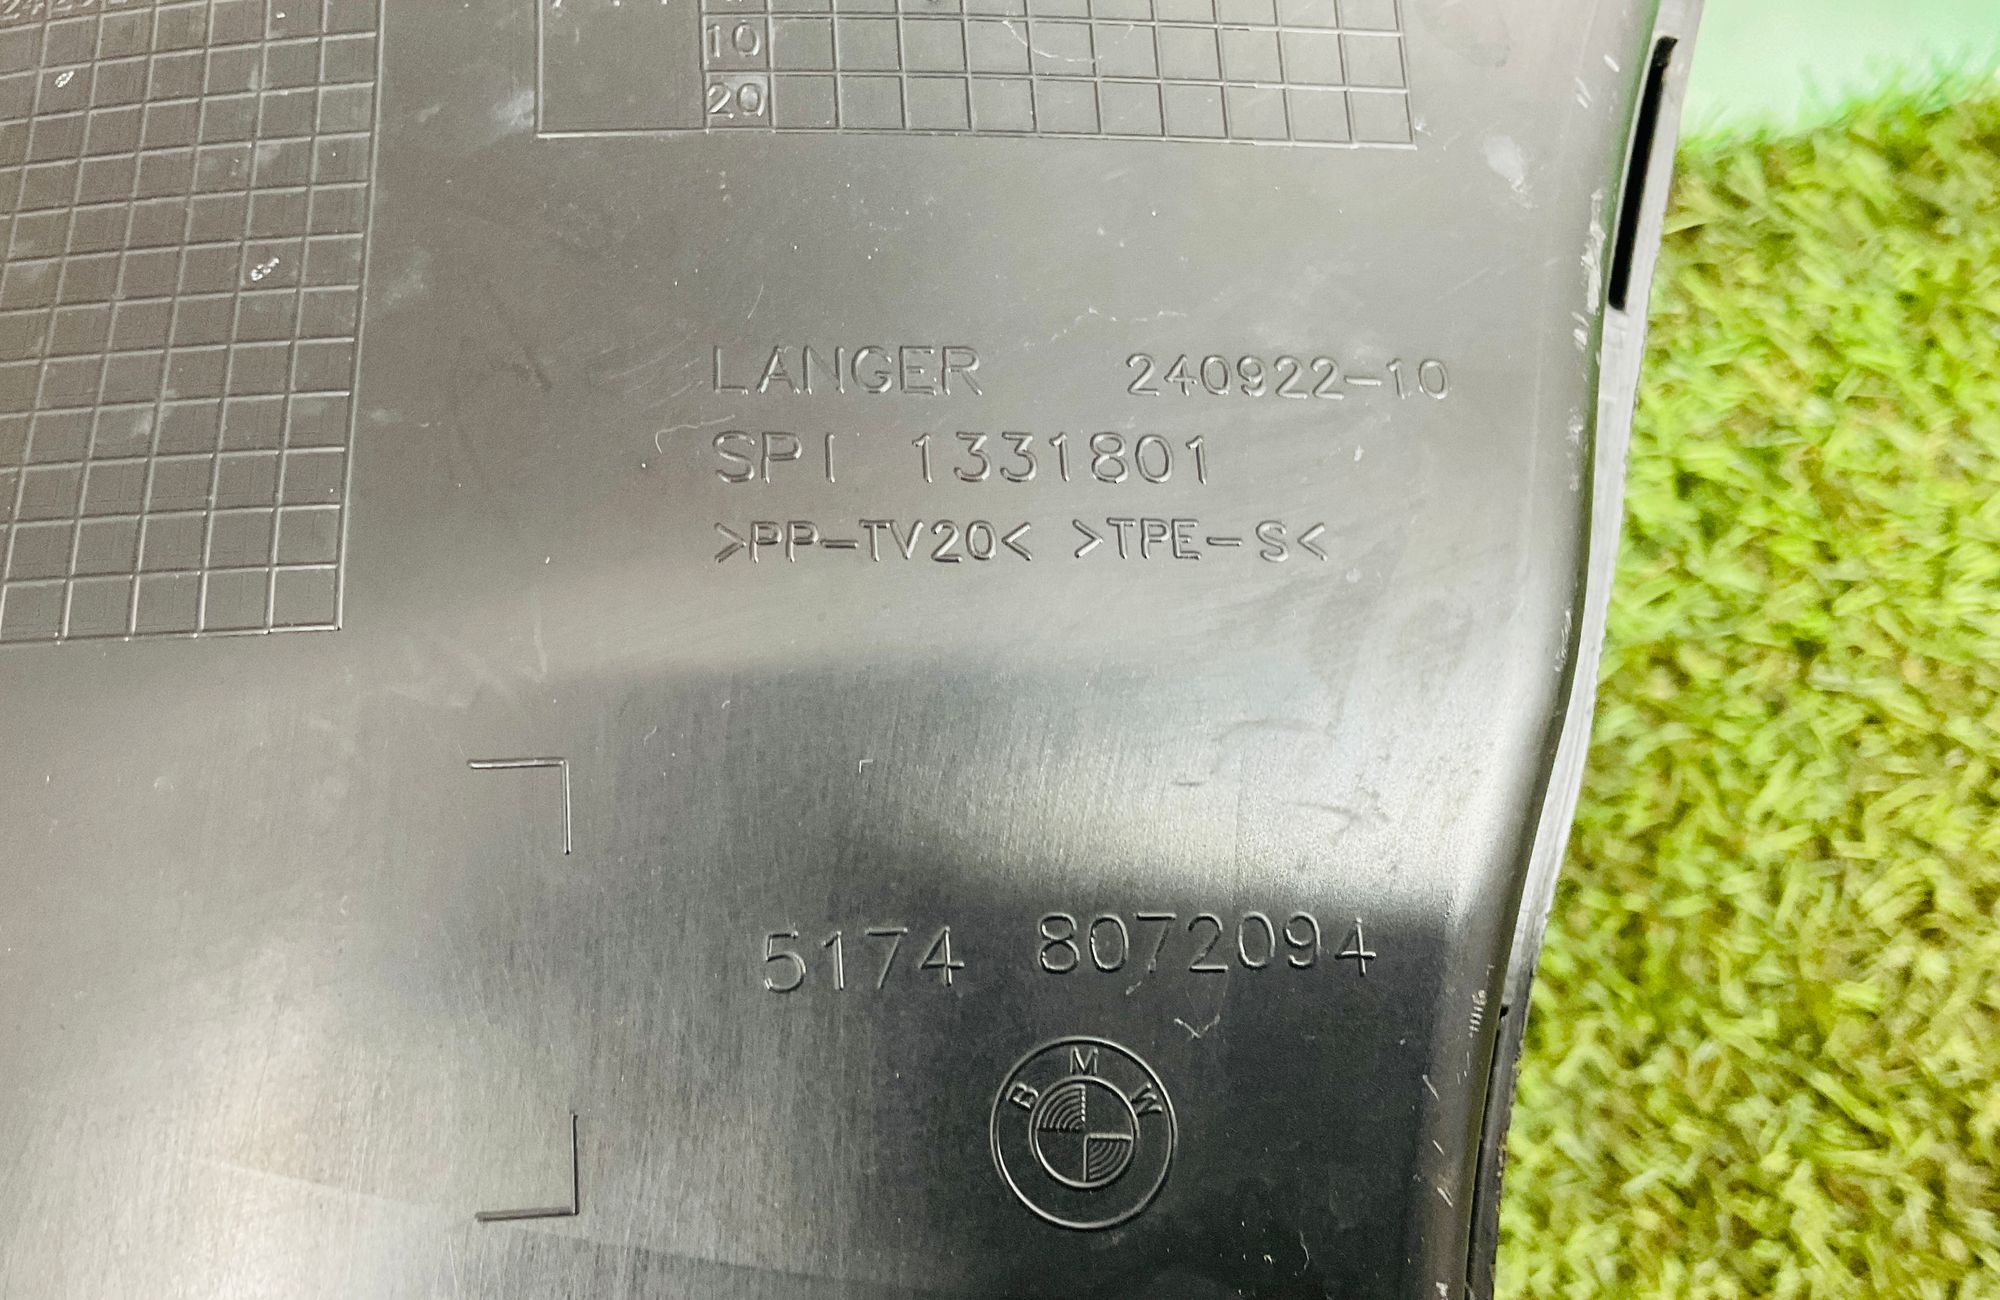 10
20
LANGER 240922-10
SPI 1331801
>PP-TV20< >TPE-S<
5174 8072094
BMW